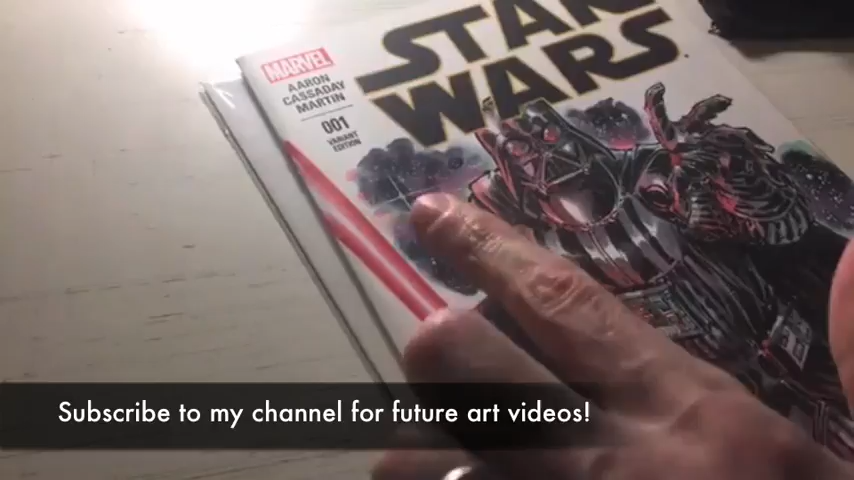 STAR
WARS
MARVEL
AARON
CASSADAY
MARTIN
001
VARIANT
EDITION
Subscribe to my channel for future art videos!